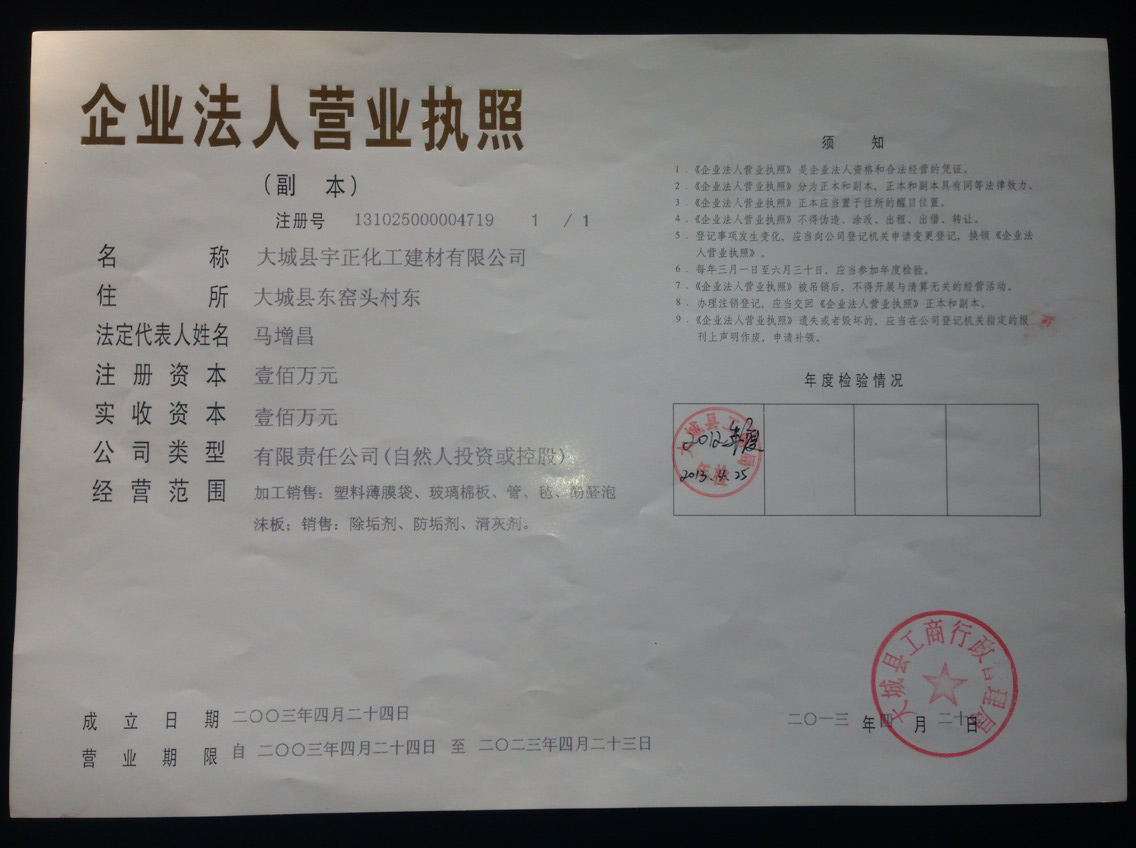 企业法人营业执照
（副 本）
注册号 131025000004719 1 / 1
名 称 大城县宇正化工建材有限公司
住 所 大城县东窑头村东
法定代表人姓名 马增昌
注册资本 壹佰万元
实收资本 壹佰万元
公司类型 有限责任公司(自然人投资或控股)
经营范围 加工销售：塑料薄膜袋、玻璃棉板、管、毡、酚醛泡
沫板；销售：除垢剂、防垢剂、清灰剂。
成立日期 二〇〇三年四月二十四日
营业期限 自 二〇〇三年四月二十四日 至 二〇二三年四月二十三日
须 知
1．《企业法人营业执照》是企业法人资格和合法经营的凭证。
2．《企业法人营业执照》分为正本和副本，正本和副本具有同等法律效力。
3．《企业法人营业执照》正本应当置于住所的醒目位置。
4．《企业法人营业执照》不得伪造、涂改、出租、出借、转让。
5．登记事项发生变化，应当向公司登记机关申请变更登记，换领《企业法
人营业执照》。
6．每年三月一日至六月三十日，应当参加年度检验。
7．《企业法人营业执照》被吊销后，不得开展与清算无关的经营活动。
8．办理注销登记，应当交回《企业法人营业执照》正本和副本。
9．《企业法人营业执照》遗失或者毁坏的，应当在公司登记机关指定的报
刊上声明作废，申请补领。
年度检验情况
2012年度
2013.4.25
大城县工商行政管理局
二〇一三 年 四 月 二十 日